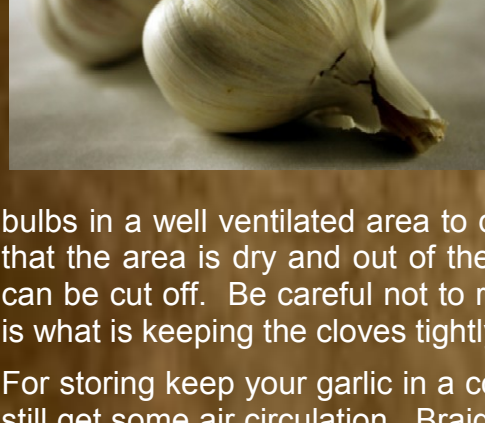 bulbs in a well ventilated area to
that the area is dry and out of the
can be cut off. Be careful not to
is what is keeping the cloves
For storing keep your garlic in a
still get some air circulation.